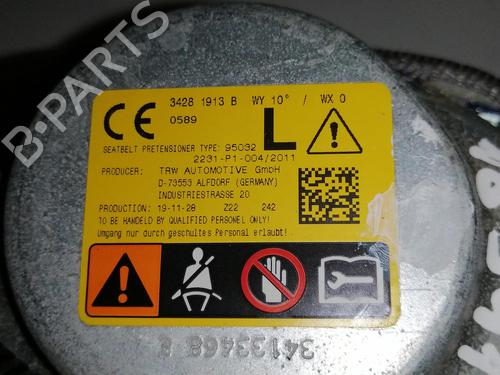 B-PARTS
3428 1913 B WY 10° / WX 0
CE 0589 L
SEATBELT PRETENSIONER TYPE: 95032
2231-P1-004/2011
PRODUCER: TRW AUTOMOTIVE GmbH
D-73553 ALFDORF (GERMANY)
INDUSTRIESTRASSE 20
PRODUCTION: 19-11-28 Z22 242
TO BE HANDELD BY QUALIFIED PERSONEL ONLY!
Umgang nur durch geschultes Personal erlaubt!
34133468